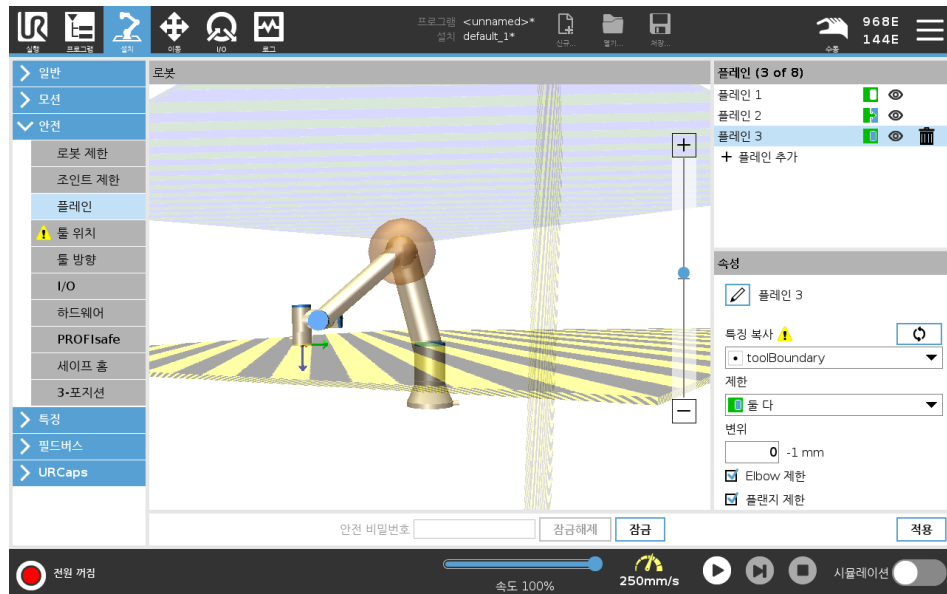 프로그램 <unnamed>*
설치 default_1*
실행
프로그램
설치
이동
I/O
로그
신규...
열기...
저장...
수동
968E
144E
일반
모션
안전
로봇 제한
조인트 제한
플레인
툴 위치
툴 방향
I/O
하드웨어
PROFIsafe
세이프 홈
3-포지션
특징
필드버스
URCaps
로봇
플레인 (3 of 8)
플레인 1
플레인 2
플레인 3
+ 플레인 추가
속성
플레인 3
특징 복사
toolBoundary
제한
둘 다
변위
0 -1 mm
Elbow 제한
플랜지 제한
안전 비밀번호
잠금해제
잠금
적용
전원 꺼짐
속도 100%
250mm/s
시뮬레이션